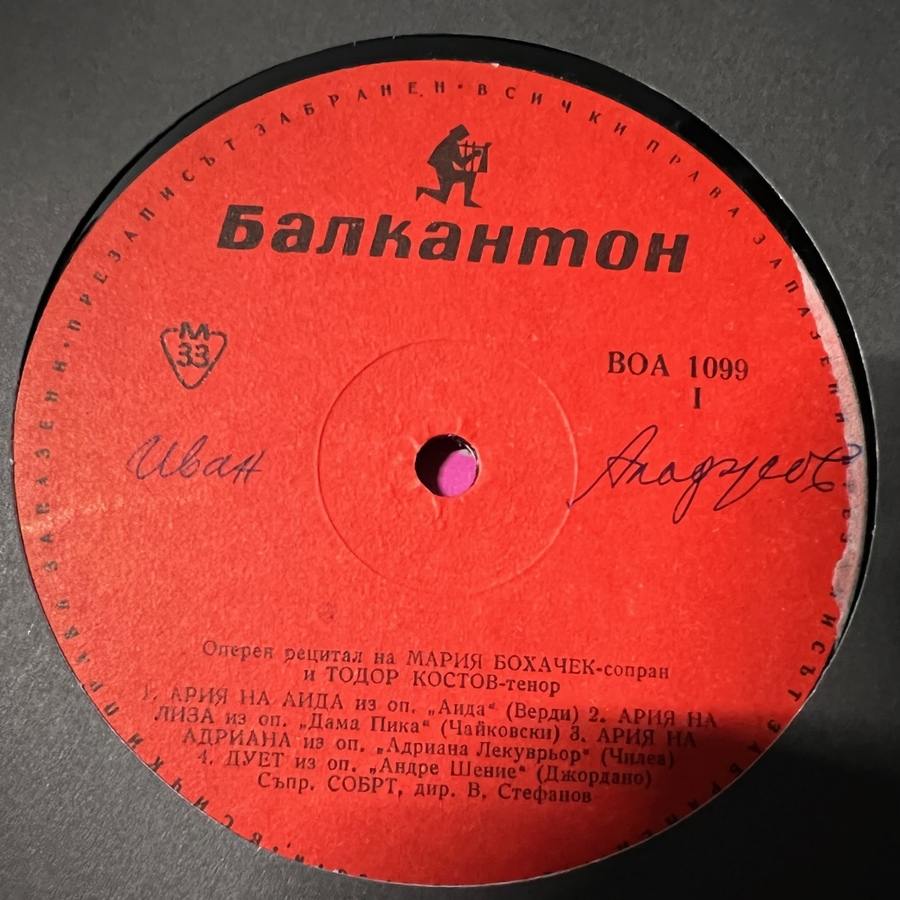 ПРЕЗАПИСЪТ ЗАБРАНЕН · ВСИЧКИ ПРАВА ЗАПАЗЕНИ
Балкантон
М
33
ВОА 1099
I
Иван
Оперен рецитал на МАРИЯ БОХАЧЕК-сопран
и ТОДОР КОСТОВ-тенор
1. АРИЯ НА АИДА из оп. „Аида“ (Верди) 2. АРИЯ НА
ЛИЗА из оп. „Дама Пика“ (Чайковски) 3. АРИЯ НА
АДРИАНА из оп. „Адриана Лекуврьор“ (Чилеа)
4. ДУЕТ из оп. „Андре Шение“ (Джордано)
Съпр. СОБРТ, дир. В. Стефанов